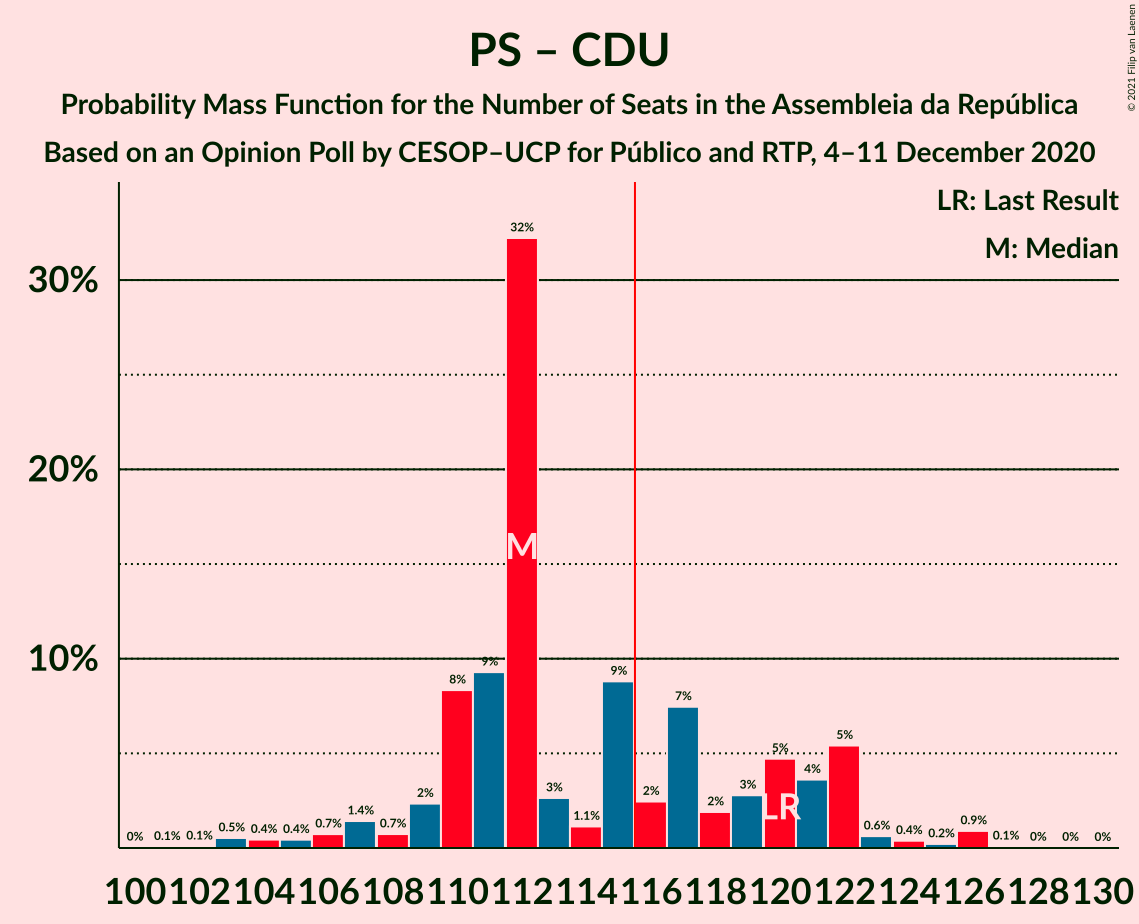 PS – CDU
Probability Mass Function for the Number of Seats in the Assembleia da República
Based on an Opinion Poll by CESOP–UCP for Público and RTP, 4–11 December 2020
© 2021 Filip van Laenen
LR: Last Result
M: Median
30%
20%
10%
0% 0.1% 0.1% 0.5% 0.4% 0.4% 0.7% 1.4% 0.7% 2% 8% 9% 32% 3% 1.1% 9% 2% 7% 2% 3% 5% 4% 5% 0.6% 0.4% 0.2% 0.9% 0.1% 0% 0% 0%
M
LR
100 102 104 106 108 110 112 114 116 118 120 122 124 126 128 130